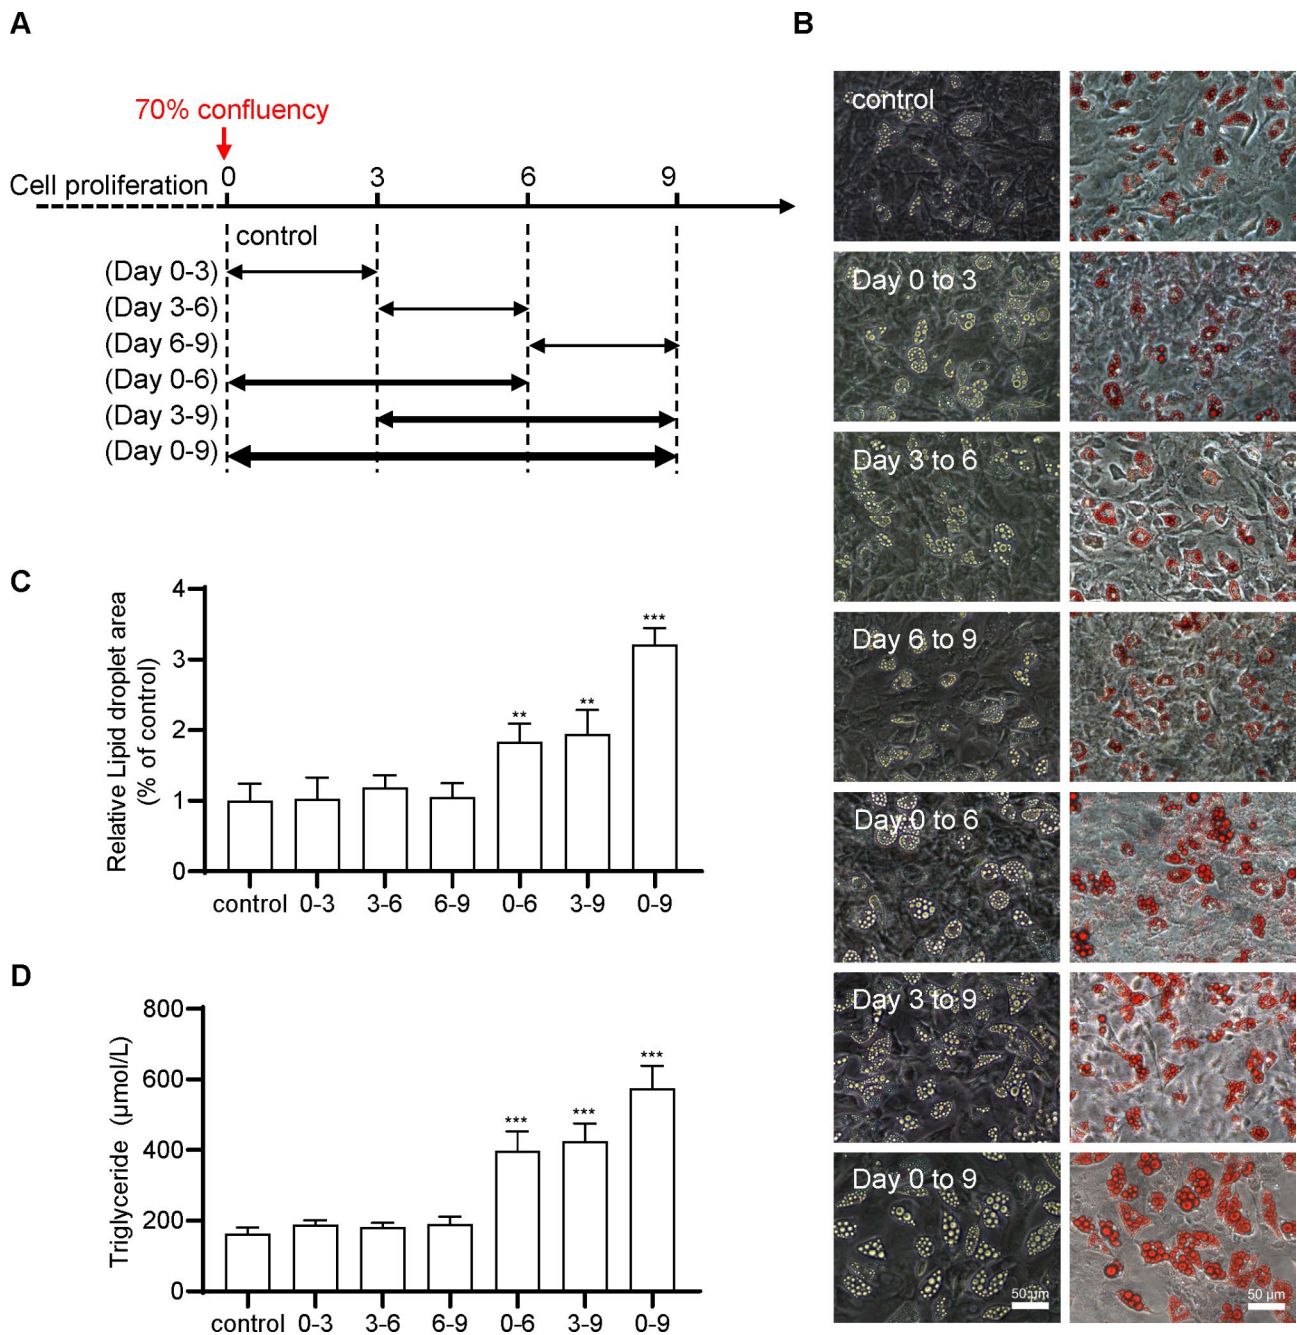 A
70% confluency
Cell proliferation 0 3 6 9
control
(Day 0-3)
(Day 3-6)
(Day 6-9)
(Day 0-6)
(Day 3-9)
(Day 0-9)
B
control
Day 0 to 3
Day 3 to 6
Day 6 to 9
Day 0 to 6
Day 3 to 9
Day 0 to 9
50 µm
50 µm
C
Relative Lipid droplet area
(% of control)
4
3
2
1
0
** ** ***
control 0-3 3-6 6-9 0-6 3-9 0-9
D
Triglyceride (µmol/L)
800
600
400
200
0
*** *** ***
control 0-3 3-6 6-9 0-6 3-9 0-9